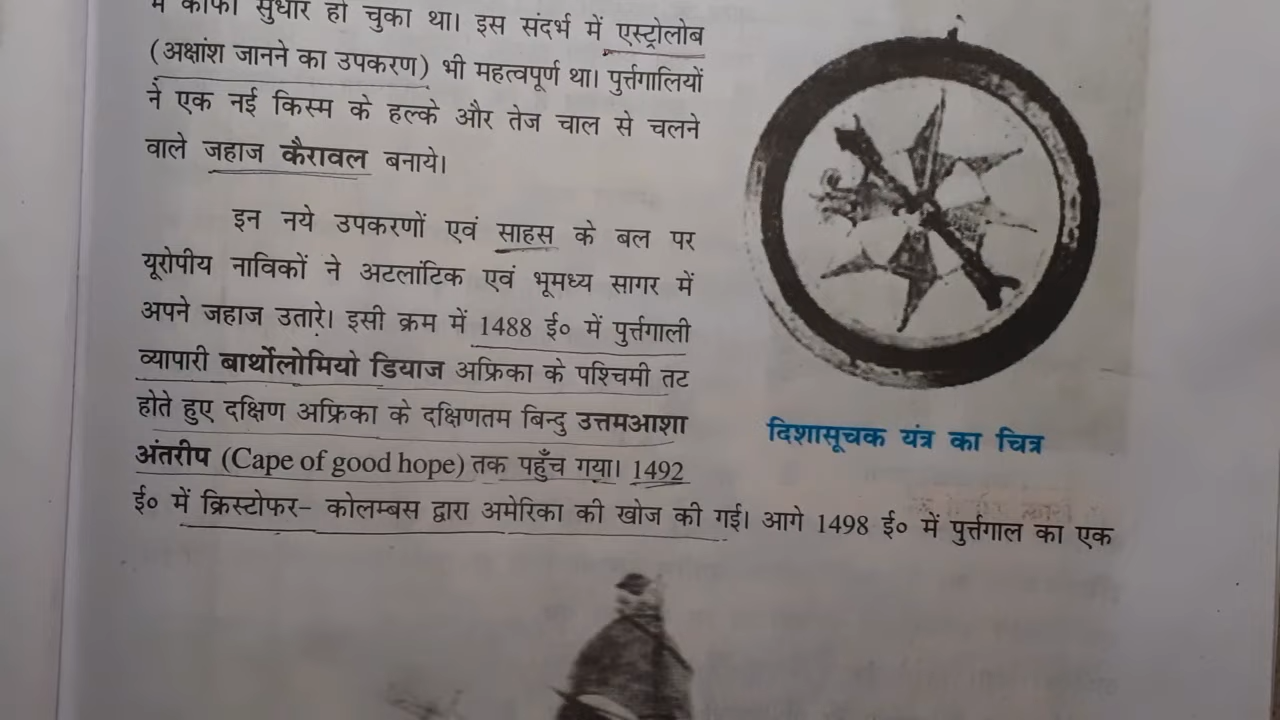 में काफी सुधार हो चुका था। इस संदर्भ में एस्ट्रोलोब
(अक्षांश जानने का उपकरण) भी महत्वपूर्ण था। पुर्त्तगालियों
ने एक नई किस्म के हल्के और तेज चाल से चलने
वाले जहाज कैरावल बनाये।
इन नये उपकरणों एवं साहस के बल पर
यूरोपीय नाविकों ने अटलांटिक एवं भूमध्य सागर में
अपने जहाज उतारे। इसी क्रम में 1488 ई० में पुर्त्तगाली
व्यापारी बार्थोलोमियो डियाज अफ्रिका के पश्चिमी तट
होते हुए दक्षिण अफ्रिका के दक्षिणतम बिन्दु उत्तमआशा
अंतरीप (Cape of good hope) तक पहुँच गया। 1492
ई० में क्रिस्टोफर- कोलम्बस द्वारा अमेरिका की खोज की गई। आगे 1498 ई० में पुर्त्तगाल का एक
दिशासूचक यंत्र का चित्र